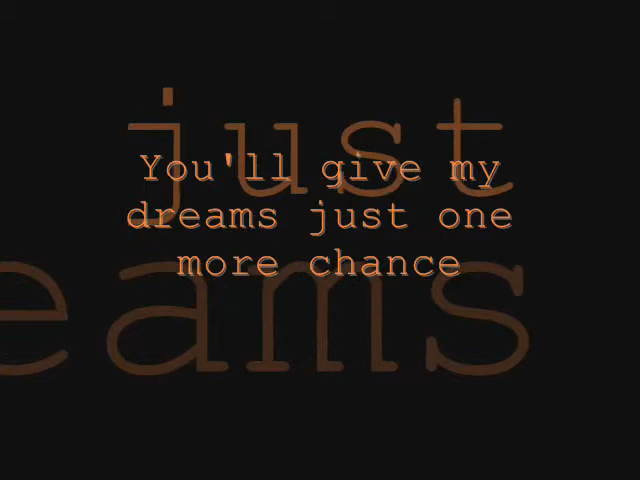 just
You'll give my
dreams just one
more chance
eams